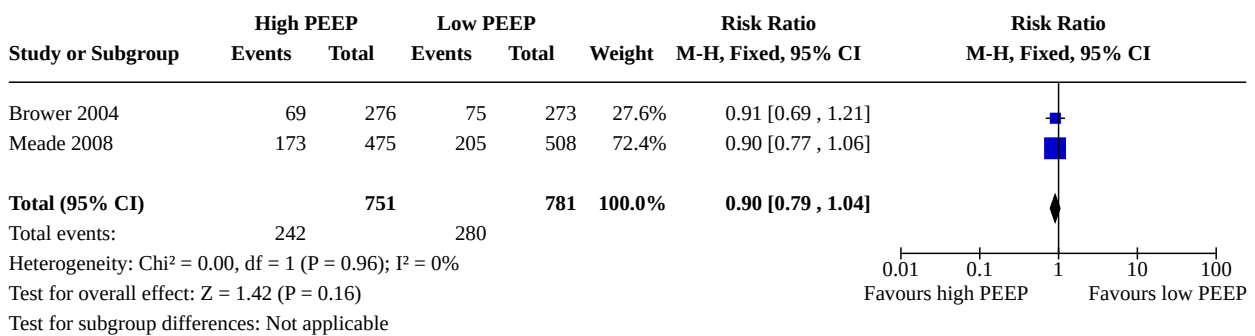 High PEEP Low PEEP Risk Ratio Risk Ratio
Study or Subgroup Events Total Events Total Weight M-H, Fixed, 95% CI M-H, Fixed, 95% CI
Brower 2004 69 276 75 273 27.6% 0.91 [0.69 , 1.21]
Meade 2008 173 475 205 508 72.4% 0.90 [0.77 , 1.06]
Total (95% CI) 751 781 100.0% 0.90 [0.79 , 1.04]
Total events: 242 280
Heterogeneity: Chi² = 0.00, df = 1 (P = 0.96); I² = 0%
0.01 0.1 1 10 100
Test for overall effect: Z = 1.42 (P = 0.16)
Favours high PEEP Favours low PEEP
Test for subgroup differences: Not applicable